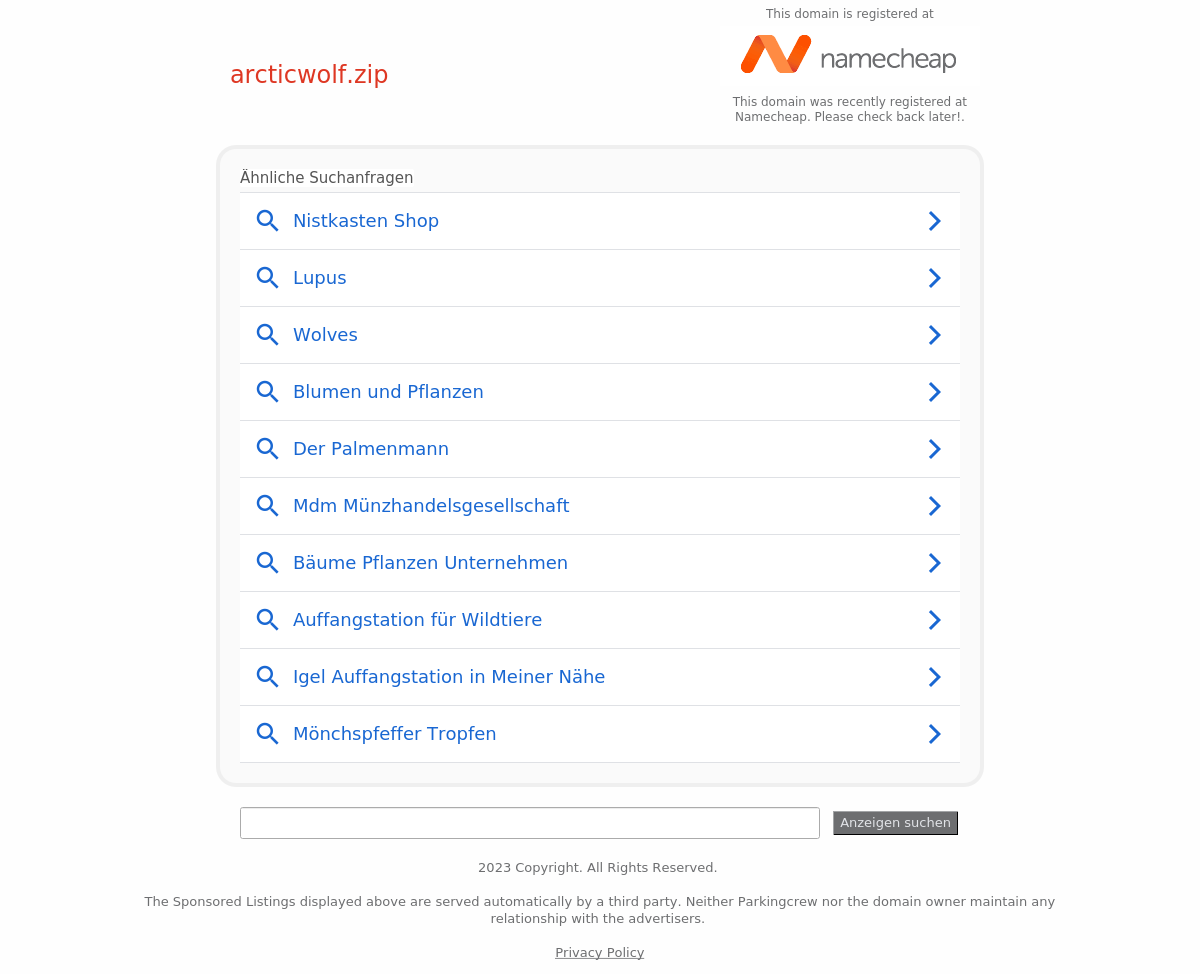 This domain is registered at
namecheap
arcticwolf.zip
This domain was recently registered at
Namecheap. Please check back later!.
Ähnliche Suchanfragen
Nistkasten Shop
Lupus
Wolves
Blumen und Pflanzen
Der Palmenmann
Mdm Münzhandelsgesellschaft
Bäume Pflanzen Unternehmen
Auffangstation für Wildtiere
Igel Auffangstation in Meiner Nähe
Mönchspfeffer Tropfen
Anzeigen suchen
2023 Copyright. All Rights Reserved.
The Sponsored Listings displayed above are served automatically by a third party. Neither Parkingcrew nor the domain owner maintain any
relationship with the advertisers.
Privacy Policy